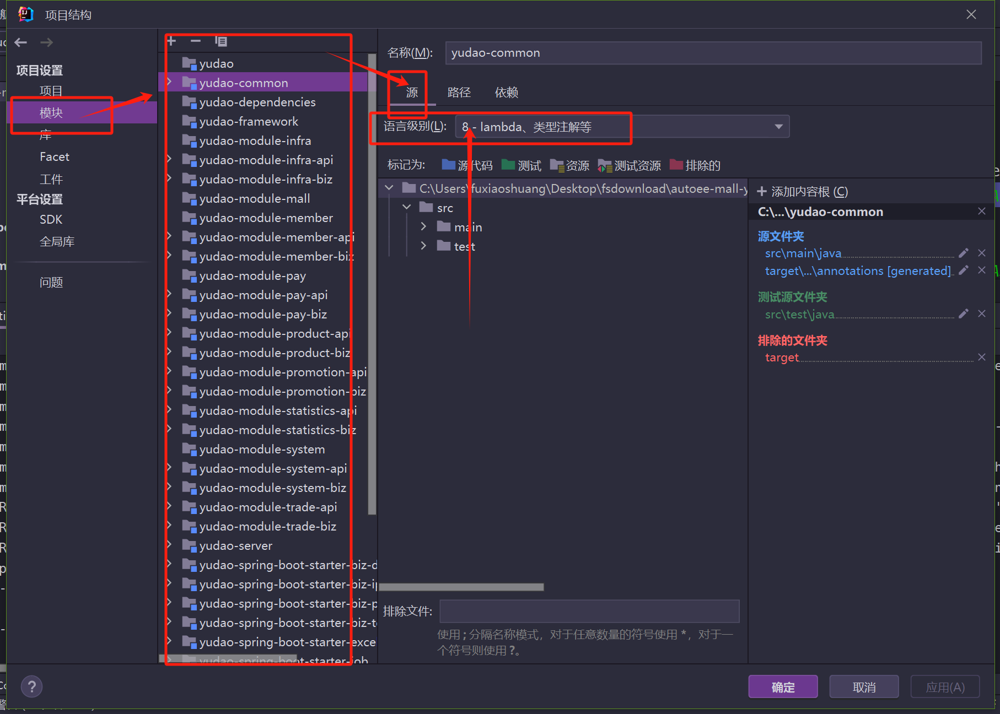 项目结构
项目设置
项目
模块
库
Facet
工件
平台设置
SDK
全局库
问题
yudao
yudao-common
yudao-dependencies
yudao-framework
yudao-module-infra
yudao-module-infra-api
yudao-module-infra-biz
yudao-module-mall
yudao-module-member
yudao-module-member-api
yudao-module-member-biz
yudao-module-pay
yudao-module-pay-api
yudao-module-pay-biz
yudao-module-product-api
yudao-module-product-biz
yudao-module-promotion-api
yudao-module-promotion-biz
yudao-module-statistics-api
yudao-module-statistics-biz
yudao-module-system
yudao-module-system-api
yudao-module-system-biz
yudao-module-trade-api
yudao-module-trade-biz
yudao-server
yudao-spring-boot-starter-biz-d
yudao-spring-boot-starter-biz-ip
yudao-spring-boot-starter-biz-p
yudao-spring-boot-starter-biz-t
yudao-spring-boot-starter-exce
yudao-spring-boot-starter-job
名称(M): yudao-common
源 路径 依赖
语言级别(L): 8 - lambda、类型注解等
标记为: 源代码 测试 资源 测试资源 排除的
C:\Users\fuxiaoshuang\Desktop\fsdownload\autoee-mall-y
src
main
test
排除文件:
使用 ; 分隔名称模式，对于任意数量的符号使用 *，对于一
个符号则使用 ?。
添加内容根 (C)
C:\...\yudao-common
源文件夹
src\main\java
target\...\annotations [generated]
测试源文件夹
src\test\java
排除的文件夹
target
?
确定 取消 应用(A)